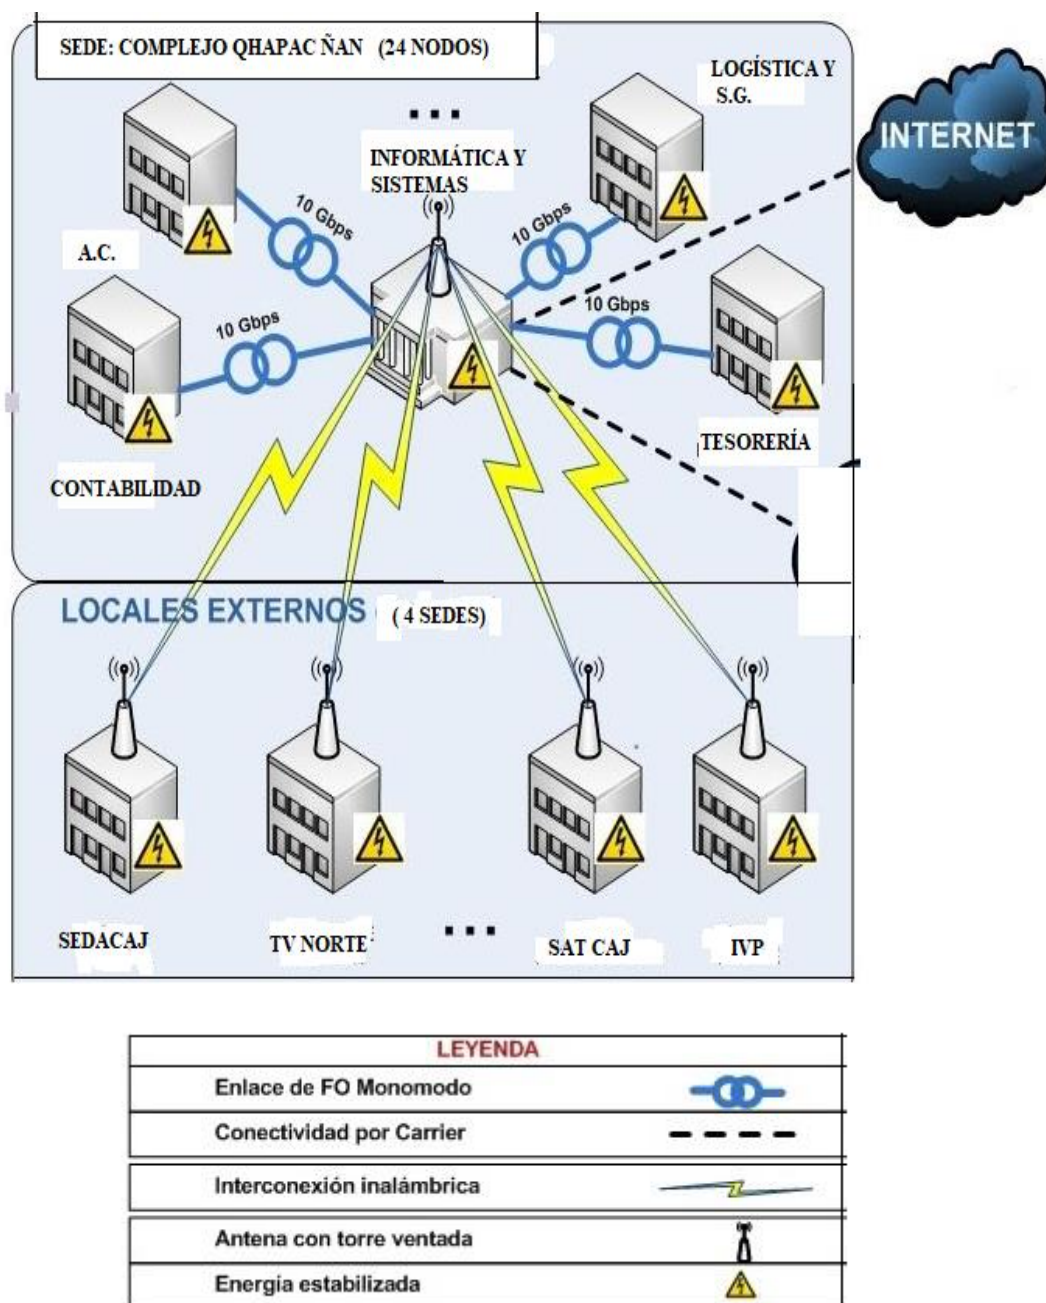 SEDE: COMPLEJO QHAPAC ÑAN (24 NODOS)
LOGÍSTICA Y
S.G.
INTERNET
...
INFORMÁTICA Y
SISTEMAS
10 Gbps
10 Gbps
A.C.
10 Gbps
10 Gbps
TESORERÍA
CONTABILIDAD
LOCALES EXTERNOS ( 4 SEDES)
SEDACAJ
TV NORTE
...
SAT CAJ
IVP
LEYENDA
Enlace de FO Monomodo
Conectividad por Carrier
Interconexión inalámbrica
Antena con torre ventada
Energía estabilizada